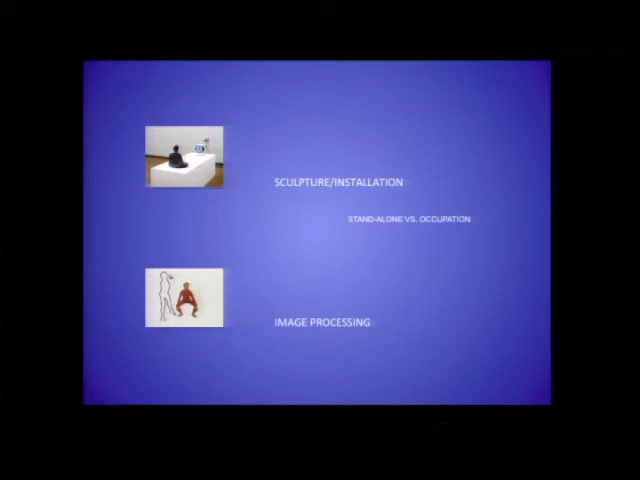 SCULPTURE/INSTALLATION
STAND-ALONE VS. OCCUPATION
IMAGE PROCESSING